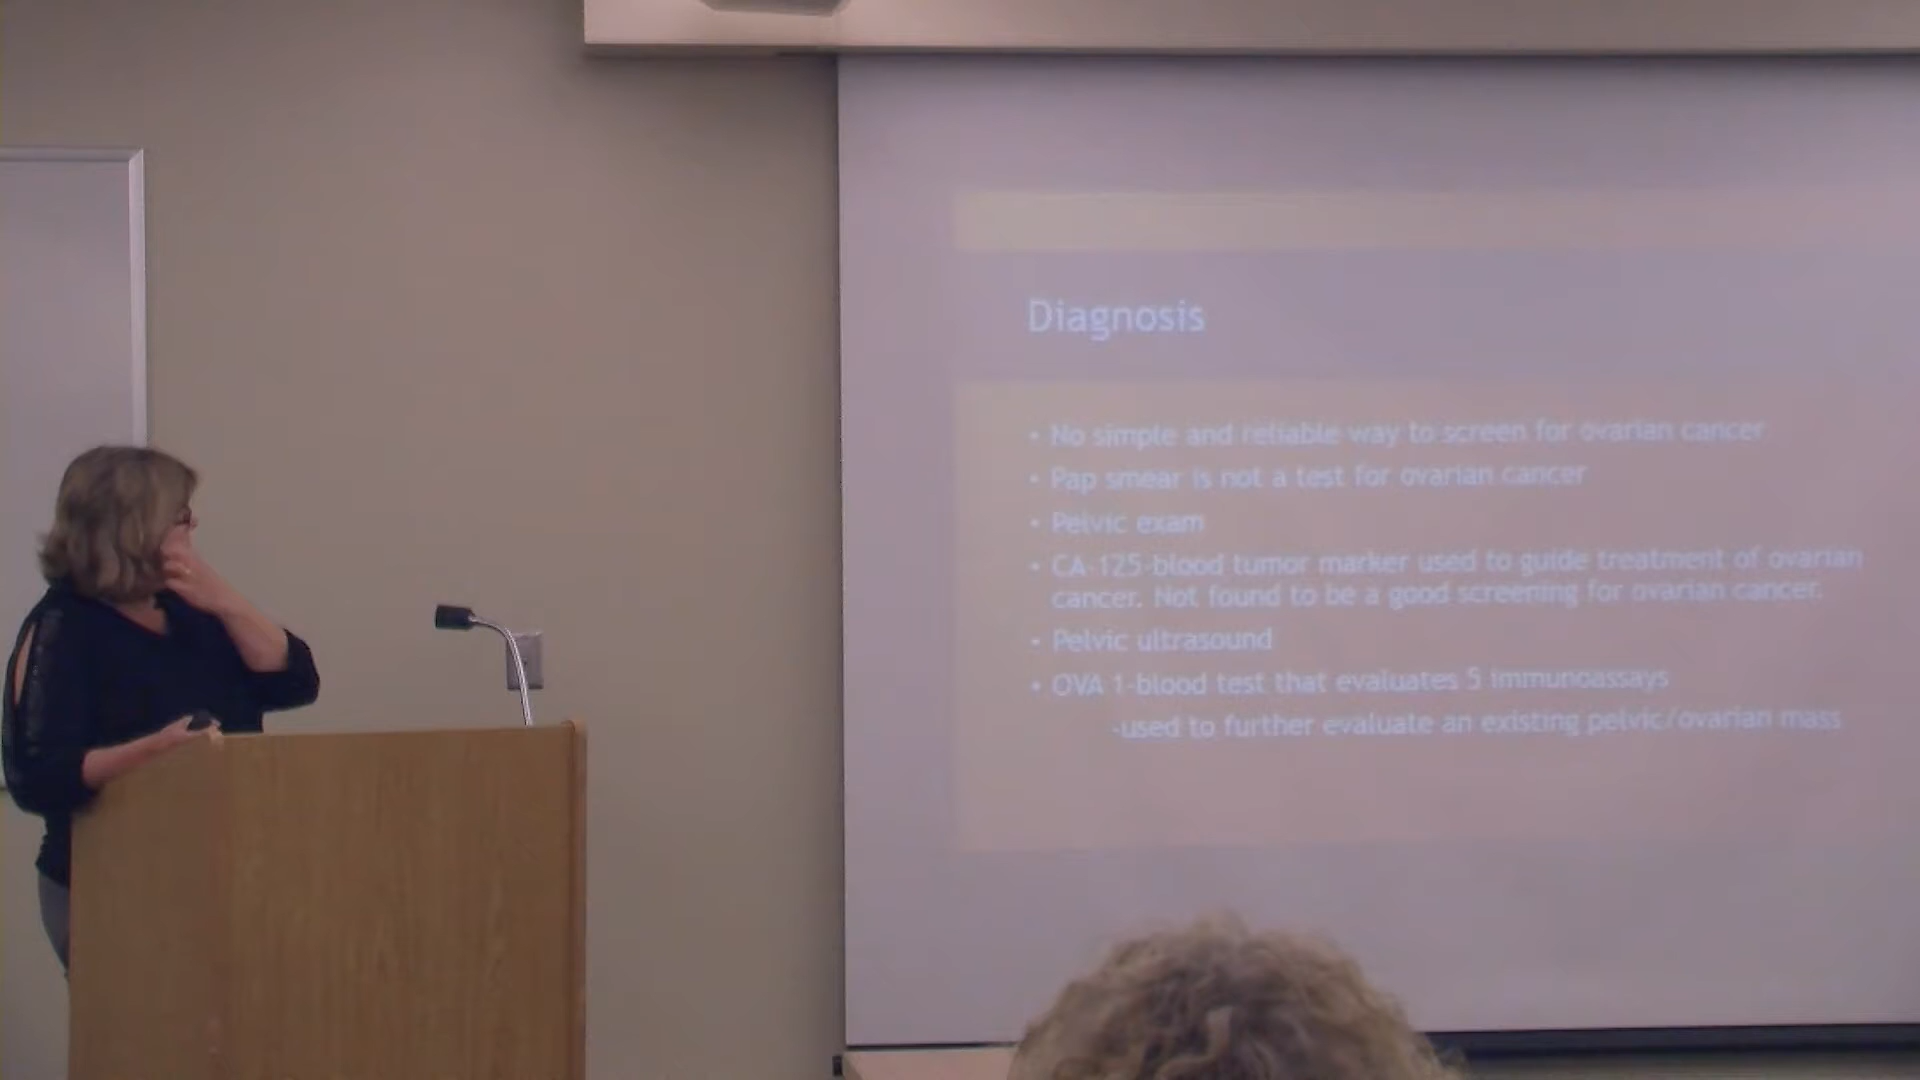 Diagnosis
• No simple and reliable way to screen for ovarian cancer
• Pap smear is not a test for ovarian cancer
• Pelvic exam
• CA-125-blood tumor marker used to guide treatment of ovarian
cancer. Not found to be a good screening for ovarian cancer.
• Pelvic ultrasound
• OVA 1-blood test that evaluates 5 immunoassays
-used to further evaluate an existing pelvic/ovarian mass